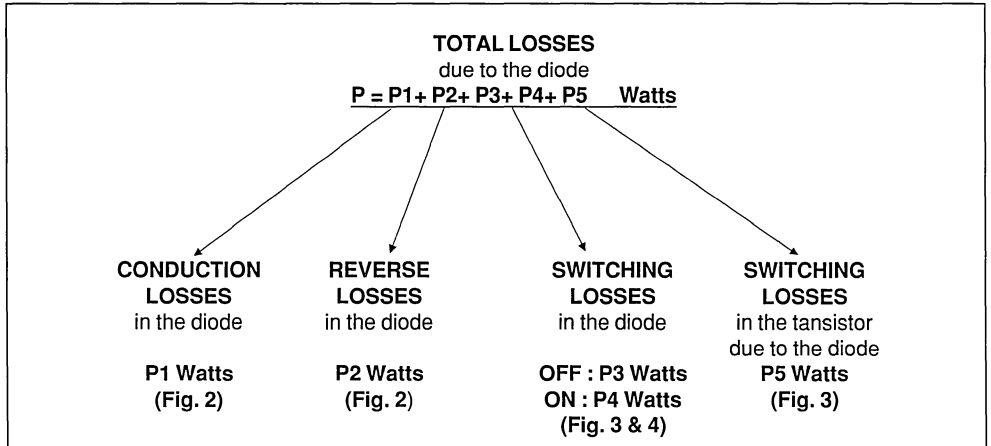 TOTAL LOSSES
due to the diode
P = P1+ P2+ P3+ P4+ P5 Watts
CONDUCTION
LOSSES
in the diode
P1 Watts
(Fig. 2)
REVERSE
LOSSES
in the diode
P2 Watts
(Fig. 2)
SWITCHING
LOSSES
in the diode
OFF : P3 Watts
ON : P4 Watts
(Fig. 3 & 4)
SWITCHING
LOSSES
in the tansistor
due to the diode
P5 Watts
(Fig. 3)